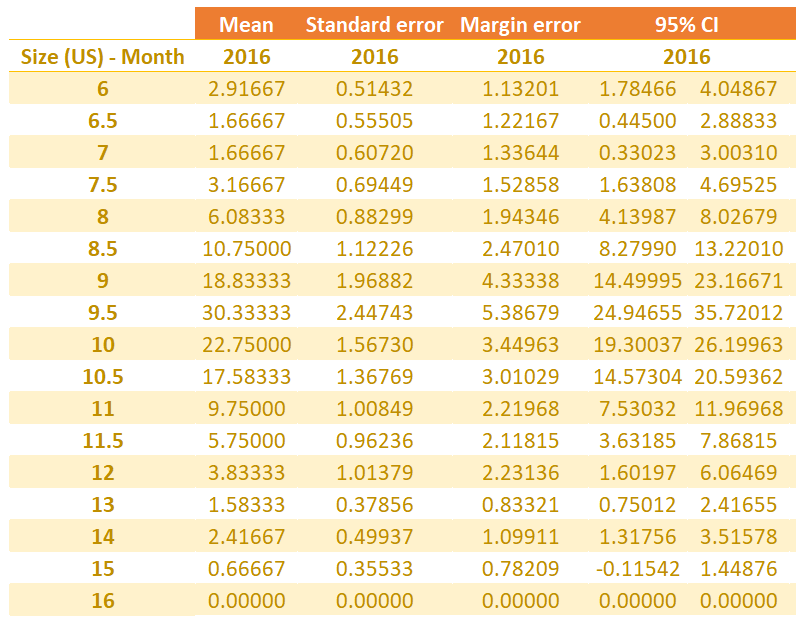 Mean Standard error Margin error 95% CI
Size (US) - Month 2016 2016 2016 2016
6 2.91667 0.51432 1.13201 1.78466 4.04867
6.5 1.66667 0.55505 1.22167 0.44500 2.88833
7 1.66667 0.60720 1.33644 0.33023 3.00310
7.5 3.16667 0.69449 1.52858 1.63808 4.69525
8 6.08333 0.88299 1.94346 4.13987 8.02679
8.5 10.75000 1.12226 2.47010 8.27990 13.22010
9 18.83333 1.96882 4.33338 14.49995 23.16671
9.5 30.33333 2.44743 5.38679 24.94655 35.72012
10 22.75000 1.56730 3.44963 19.30037 26.19963
10.5 17.58333 1.36769 3.01029 14.57304 20.59362
11 9.75000 1.00849 2.21968 7.53032 11.96968
11.5 5.75000 0.96236 2.11815 3.63185 7.86815
12 3.83333 1.01379 2.23136 1.60197 6.06469
13 1.58333 0.37856 0.83321 0.75012 2.41655
14 2.41667 0.49937 1.09911 1.31756 3.51578
15 0.66667 0.35533 0.78209 -0.11542 1.44876
16 0.00000 0.00000 0.00000 0.00000 0.00000